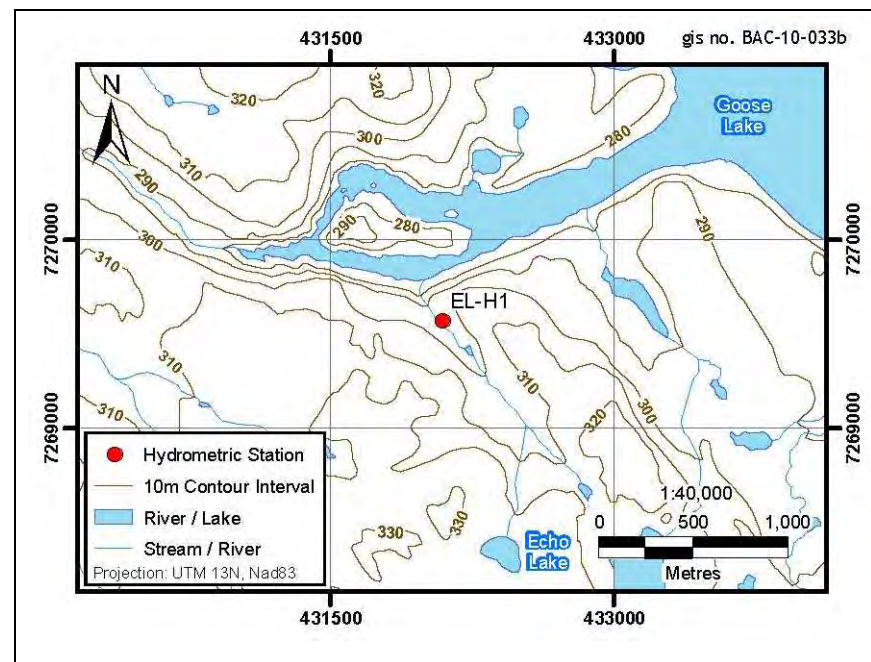 gis no. BAC-10-033b
431500
433000
N
320
320
310
300
290
300
310
310
280
290
280
290
310
320
300
330
330
Goose
Lake
7270000
7270000
EL-H1
7269000
7269000
Hydrometric Station
10m Contour Interval
River / Lake
Stream / River
Projection: UTM 13N, Nad83
Echo
Lake
1:40,000
0 500 1,000
Metres
431500
433000